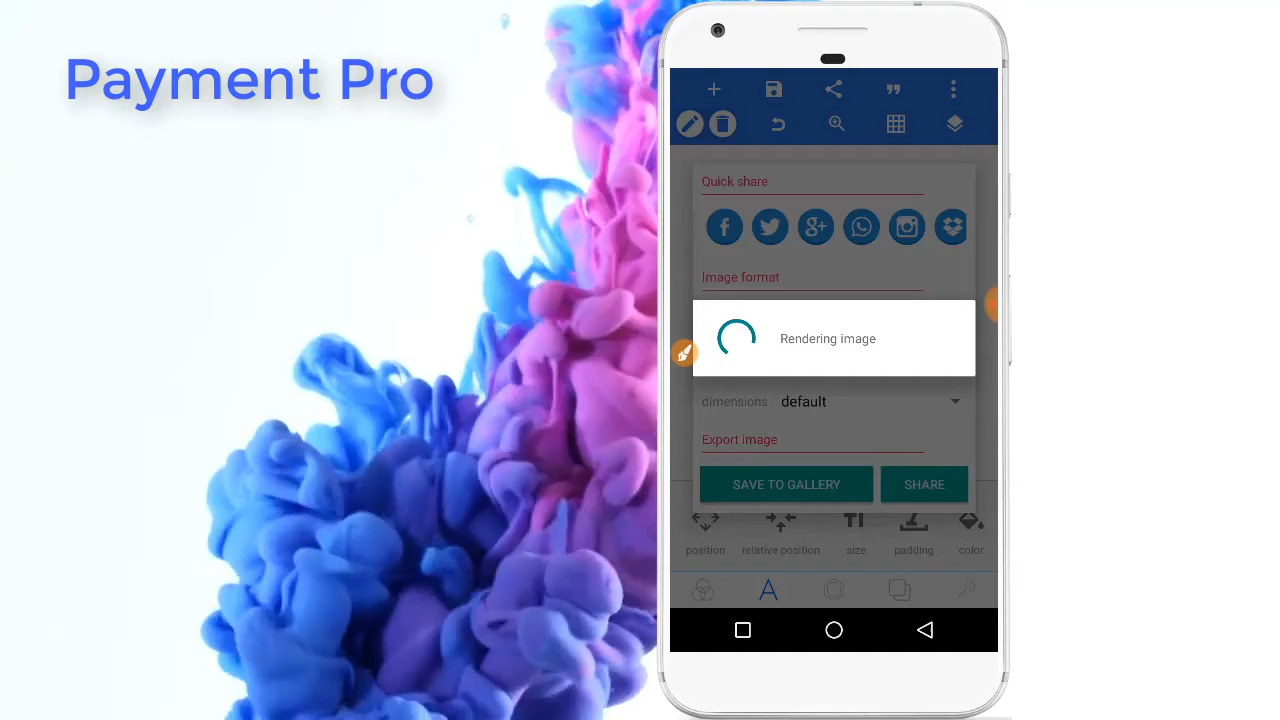 Payment Pro
Quick share
Image format
Rendering image
dimensions : default
Export image
SAVE TO GALLERY SHARE
position relative position size padding color